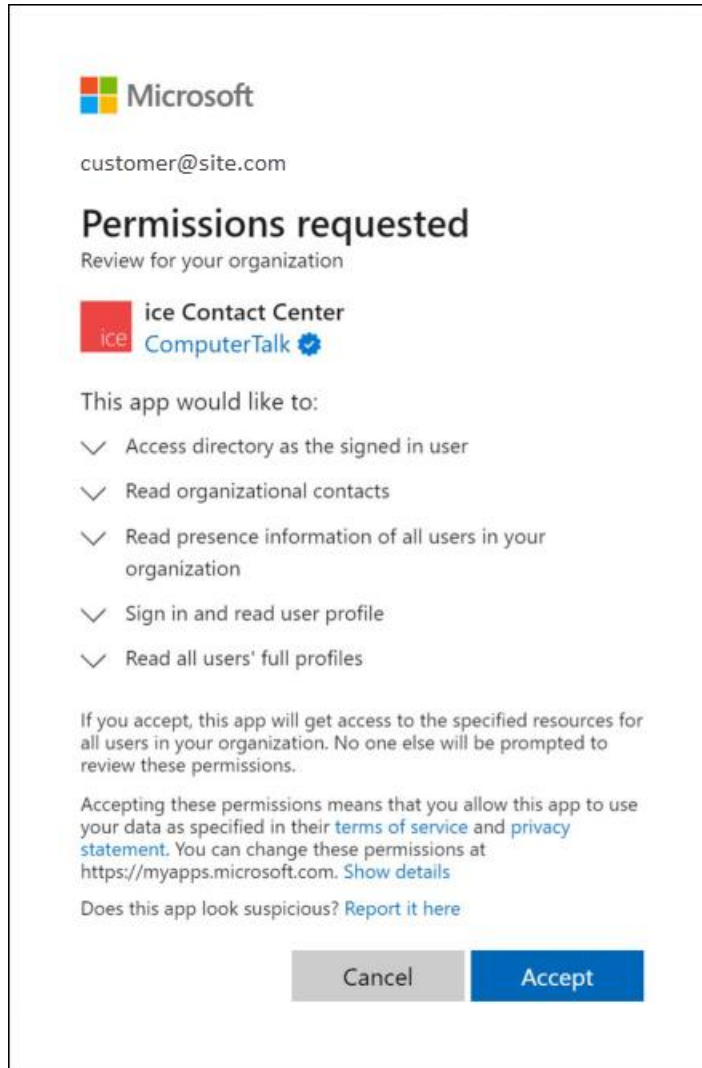 Microsoft
customer@site.com
Permissions requested
Review for your organization
ice Contact Center
ice
ComputerTalk
This app would like to:
Access directory as the signed in user
Read organizational contacts
Read presence information of all users in your
organization
Sign in and read user profile
Read all users' full profiles
If you accept, this app will get access to the specified resources for
all users in your organization. No one else will be prompted to
review these permissions.
Accepting these permissions means that you allow this app to use
your data as specified in their terms of service and privacy
statement. You can change these permissions at
https://myapps.microsoft.com. Show details
Does this app look suspicious? Report it here
Cancel Accept